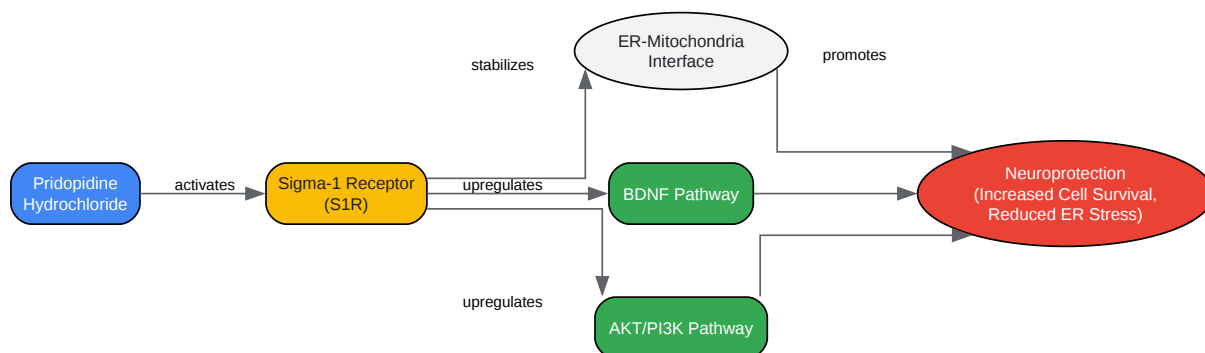 ER-Mitochondria
Interface
stabilizes
promotes
Pridopidine
Hydrochloride
activates
Sigma-1 Receptor
(S1R)
upregulates
BDNF Pathway
Neuroprotection
(Increased Cell Survival,
Reduced ER Stress)
upregulates
AKT/PI3K Pathway